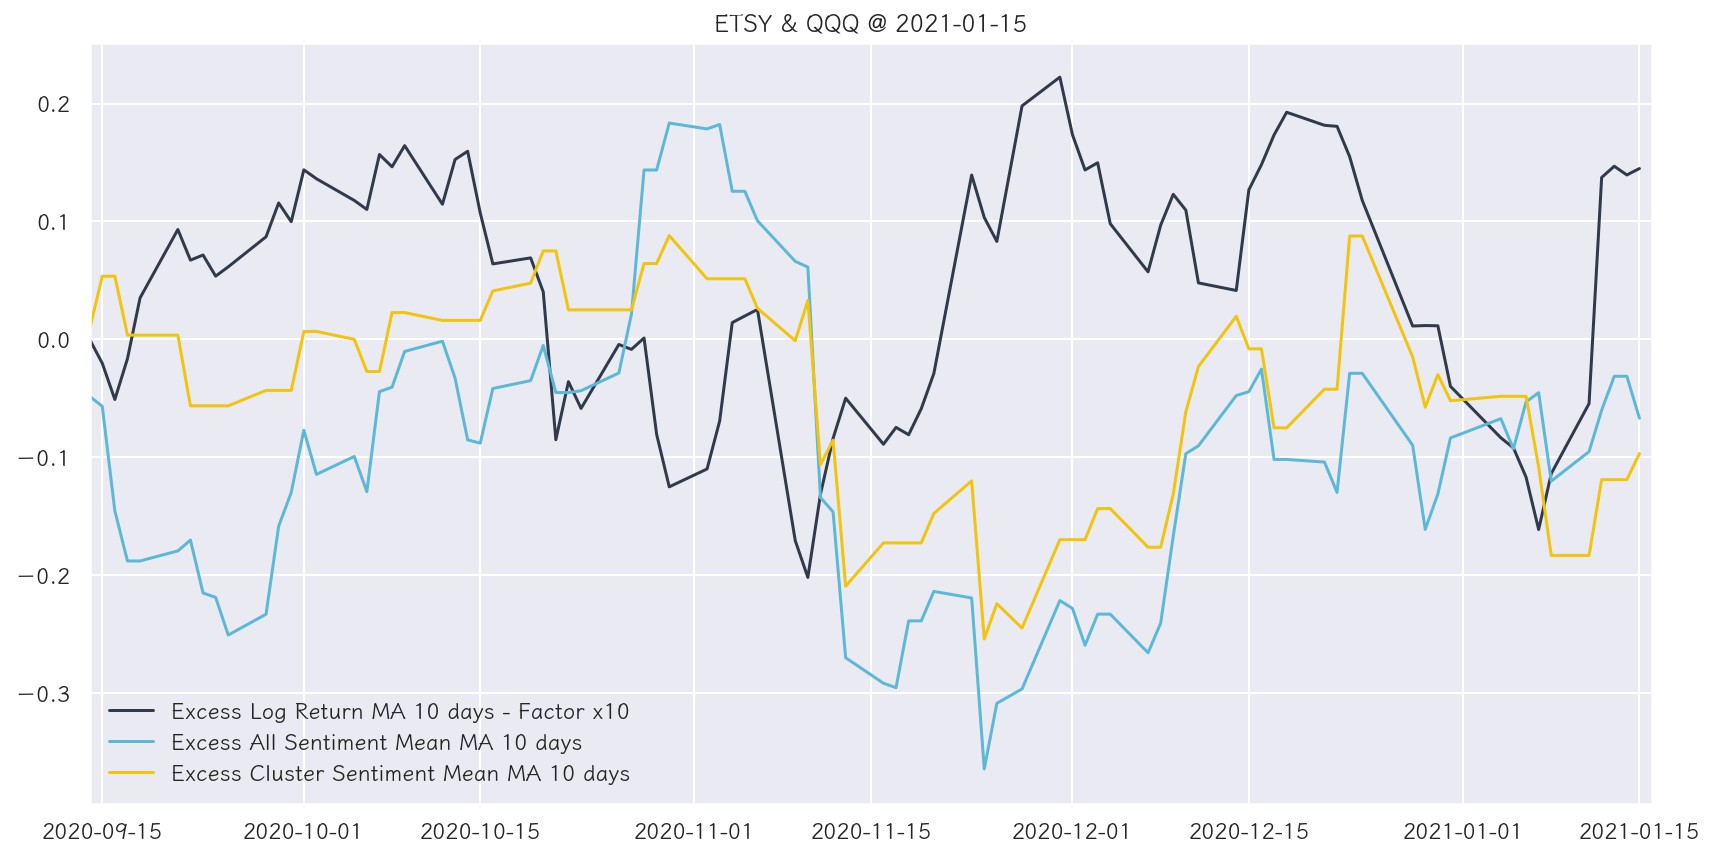 ETSY & QQQ @ 2021-01-15
0.2
0.1
0.0
−0.1
−0.2
−0.3
Excess Log Return MA 10 days - Factor x10
Excess All Sentiment Mean MA 10 days
Excess Cluster Sentiment Mean MA 10 days
2020-09-15 2020-10-01 2020-10-15 2020-11-01 2020-11-15 2020-12-01 2020-12-15 2021-01-01 2021-01-15